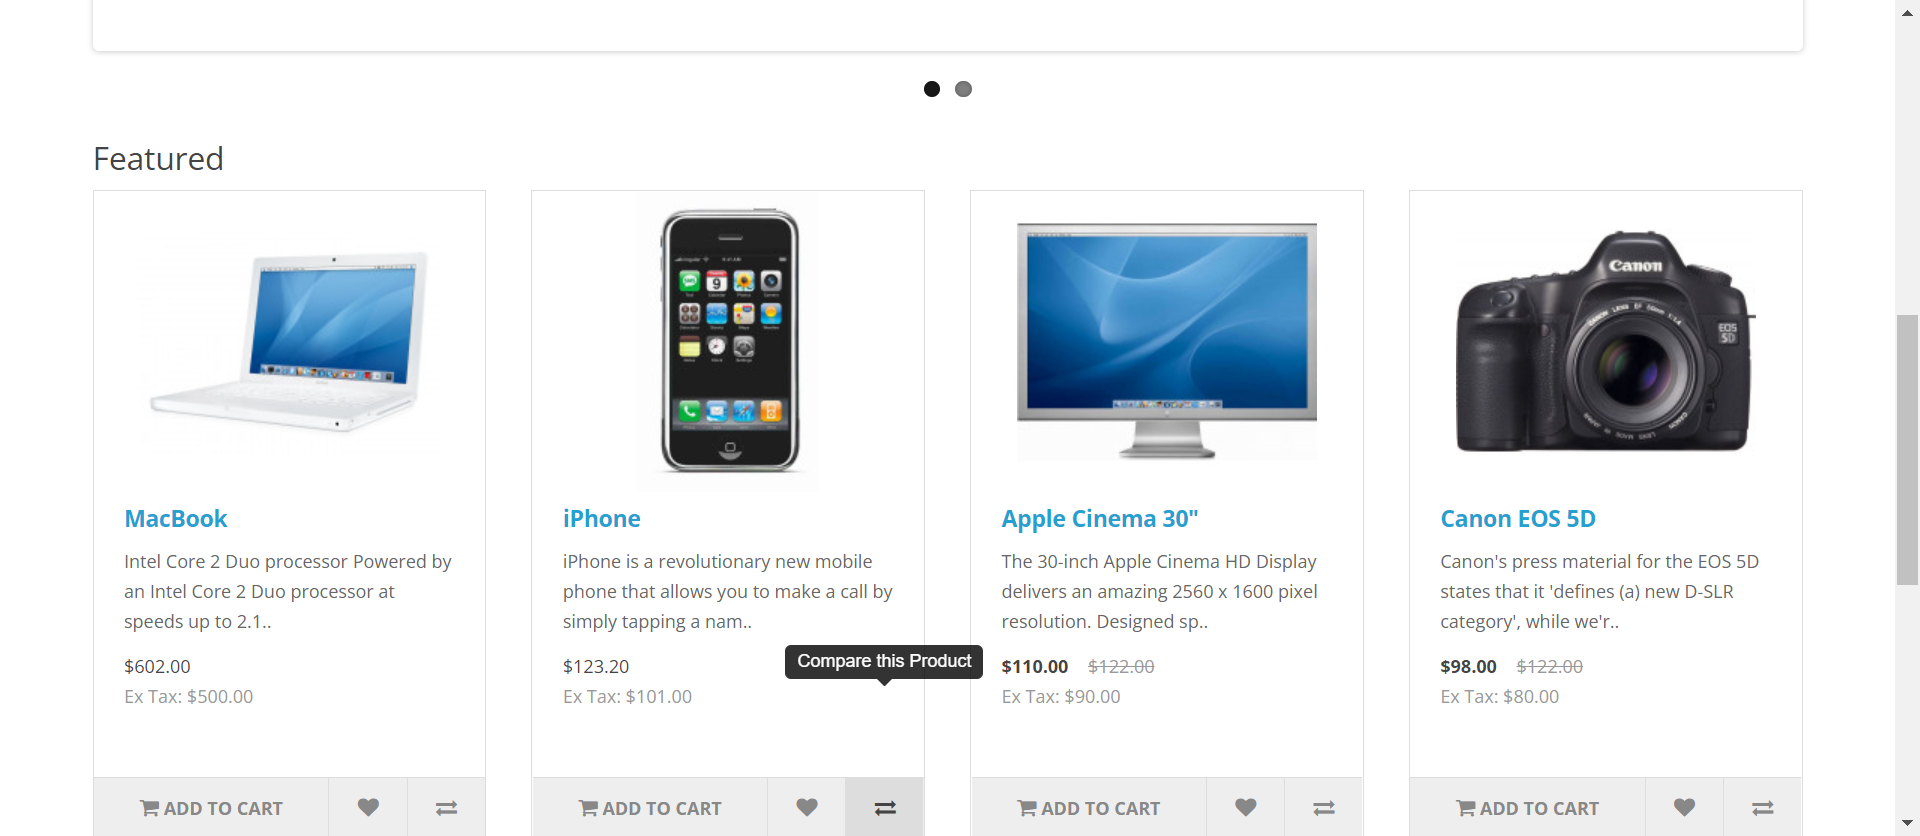 Featured
Canon
EOS
5D
MacBook
Intel Core 2 Duo processor Powered by
an Intel Core 2 Duo processor at
speeds up to 2.1..
$602.00
Ex Tax: $500.00
ADD TO CART
iPhone
iPhone is a revolutionary new mobile
phone that allows you to make a call by
simply tapping a nam..
$123.20
Ex Tax: $101.00
Compare this Product
ADD TO CART
Apple Cinema 30"
The 30-inch Apple Cinema HD Display
delivers an amazing 2560 x 1600 pixel
resolution. Designed sp..
$110.00 $122.00
Ex Tax: $90.00
ADD TO CART
Canon EOS 5D
Canon's press material for the EOS 5D
states that it 'defines (a) new D-SLR
category', while we'r..
$98.00 $122.00
Ex Tax: $80.00
ADD TO CART